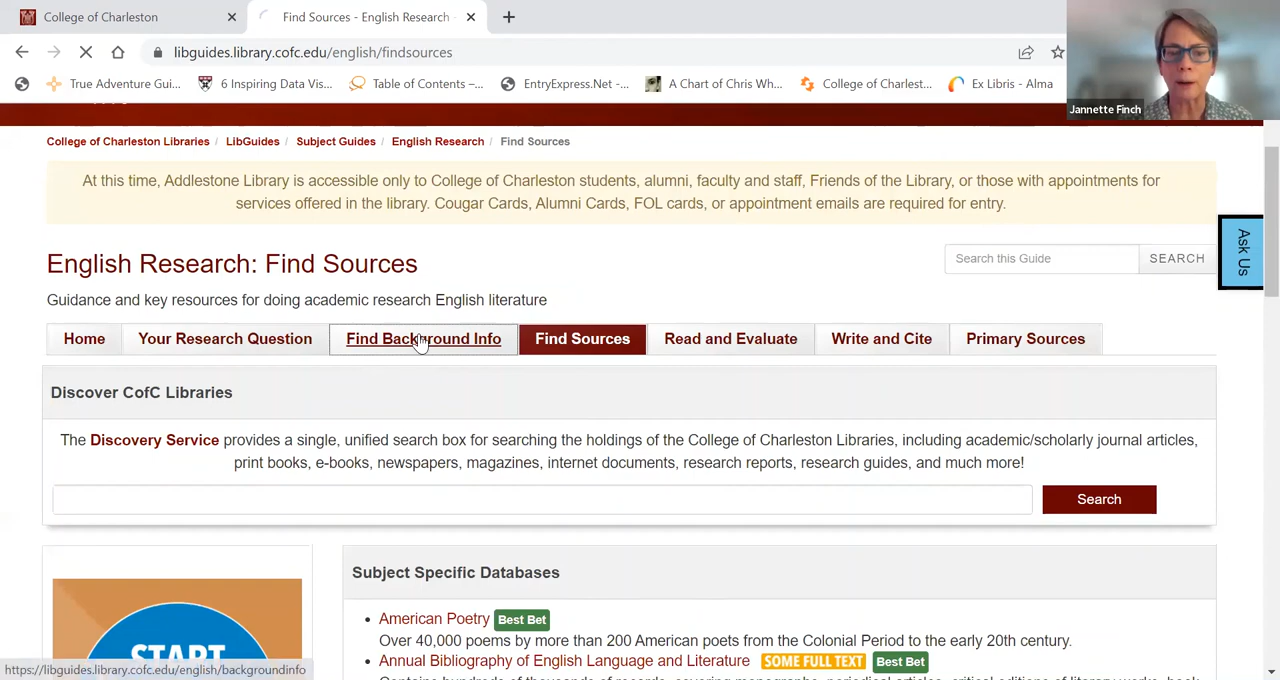 College of Charleston
Find Sources - English Research
libguides.library.cofc.edu/english/findsources
True Adventure Gui...
6 Inspiring Data Vis...
Table of Contents –...
EntryExpress.Net -...
A Chart of Chris Wh...
College of Charlest...
Ex Libris - Alma
Jannette Finch
College of Charleston Libraries / LibGuides / Subject Guides / English Research / Find Sources
At this time, Addlestone Library is accessible only to College of Charleston students, alumni, faculty and staff, Friends of the Library, or those with appointments for
services offered in the library. Cougar Cards, Alumni Cards, FOL cards, or appointment emails are required for entry.
Ask Us
English Research: Find Sources
Search this Guide
SEARCH
Guidance and key resources for doing academic research English literature
Home
Your Research Question
Find Background Info
Find Sources
Read and Evaluate
Write and Cite
Primary Sources
Discover CofC Libraries
The Discovery Service provides a single, unified search box for searching the holdings of the College of Charleston Libraries, including academic/scholarly journal articles,
print books, e-books, newspapers, magazines, internet documents, research reports, research guides, and much more!
Search
START
Subject Specific Databases
American Poetry Best Bet
Over 40,000 poems by more than 200 American poets from the Colonial Period to the early 20th century.
Annual Bibliography of English Language and Literature SOME FULL TEXT Best Bet
https://libguides.library.cofc.edu/english/backgroundinfo